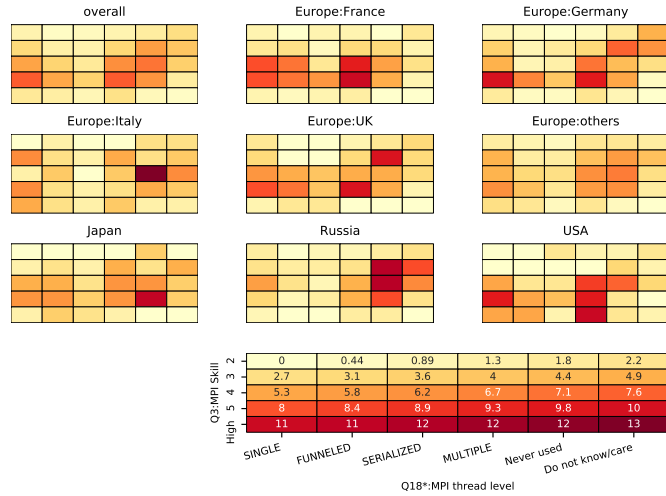 overall Europe:France Europe:Germany
Europe:Italy Europe:UK Europe:others
Japan Russia USA
Q3:MPI Skill
2 0 0.44 0.89 1.3 1.8 2.2
3 2.7 3.1 3.6 4 4.4 4.9
4 5.3 5.8 6.2 6.7 7.1 7.6
5 8 8.4 8.9 9.3 9.8 10
High 11 11 12 12 12 13
SINGLE FUNNELED SERIALIZED MULTIPLE Never used Do not know/care
Q18*:MPI thread level